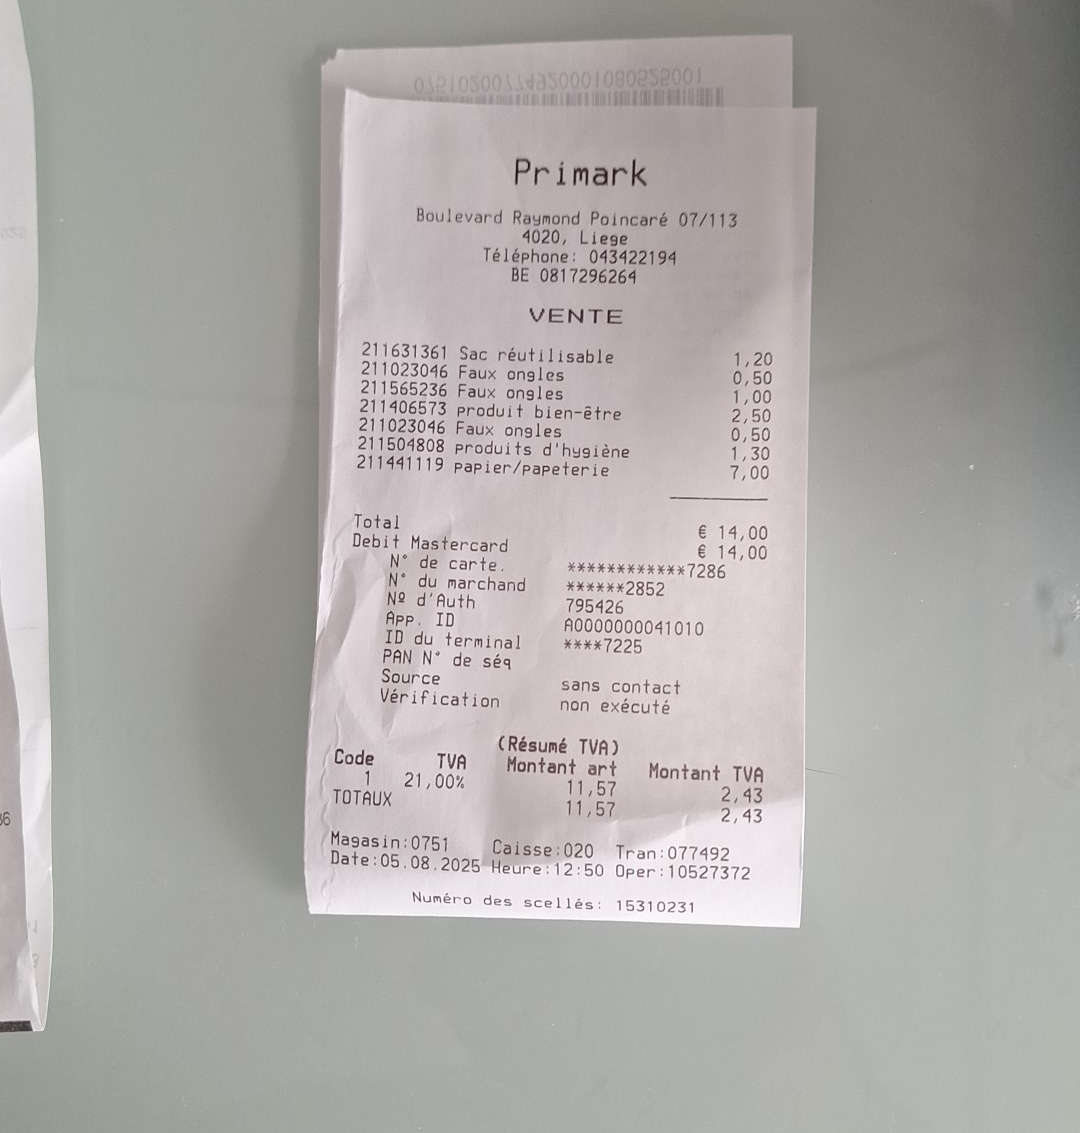 Primark
Boulevard Raymond Poincaré 07/113
4020, Liege
Téléphone: 043422194
BE 0817296264
VENTE
211631361 Sac réutilisable 1,20
211023046 Faux ongles 0,50
211565236 Faux ongles 1,00
211406573 produit bien-être 2,50
211023046 Faux ongles 0,50
211504808 produits d'hygiène 1,30
211441119 papier/papeterie 7,00
Total € 14,00
Debit Mastercard € 14,00
N° de carte. ************7286
N° du marchand ******2852
Nº d'Auth 795426
App. ID A0000000041010
ID du terminal ****7225
PAN N° de séq
Source sans contact
Vérification non exécuté
(Résumé TVA)
Code TVA Montant art Montant TVA
1 21,00% 11,57 2,43
TOTAUX 11,57 2,43
Magasin:0751 Caisse:020 Tran:077492
Date:05.08.2025 Heure:12:50 Oper:10527372
Numéro des scellés: 15310231